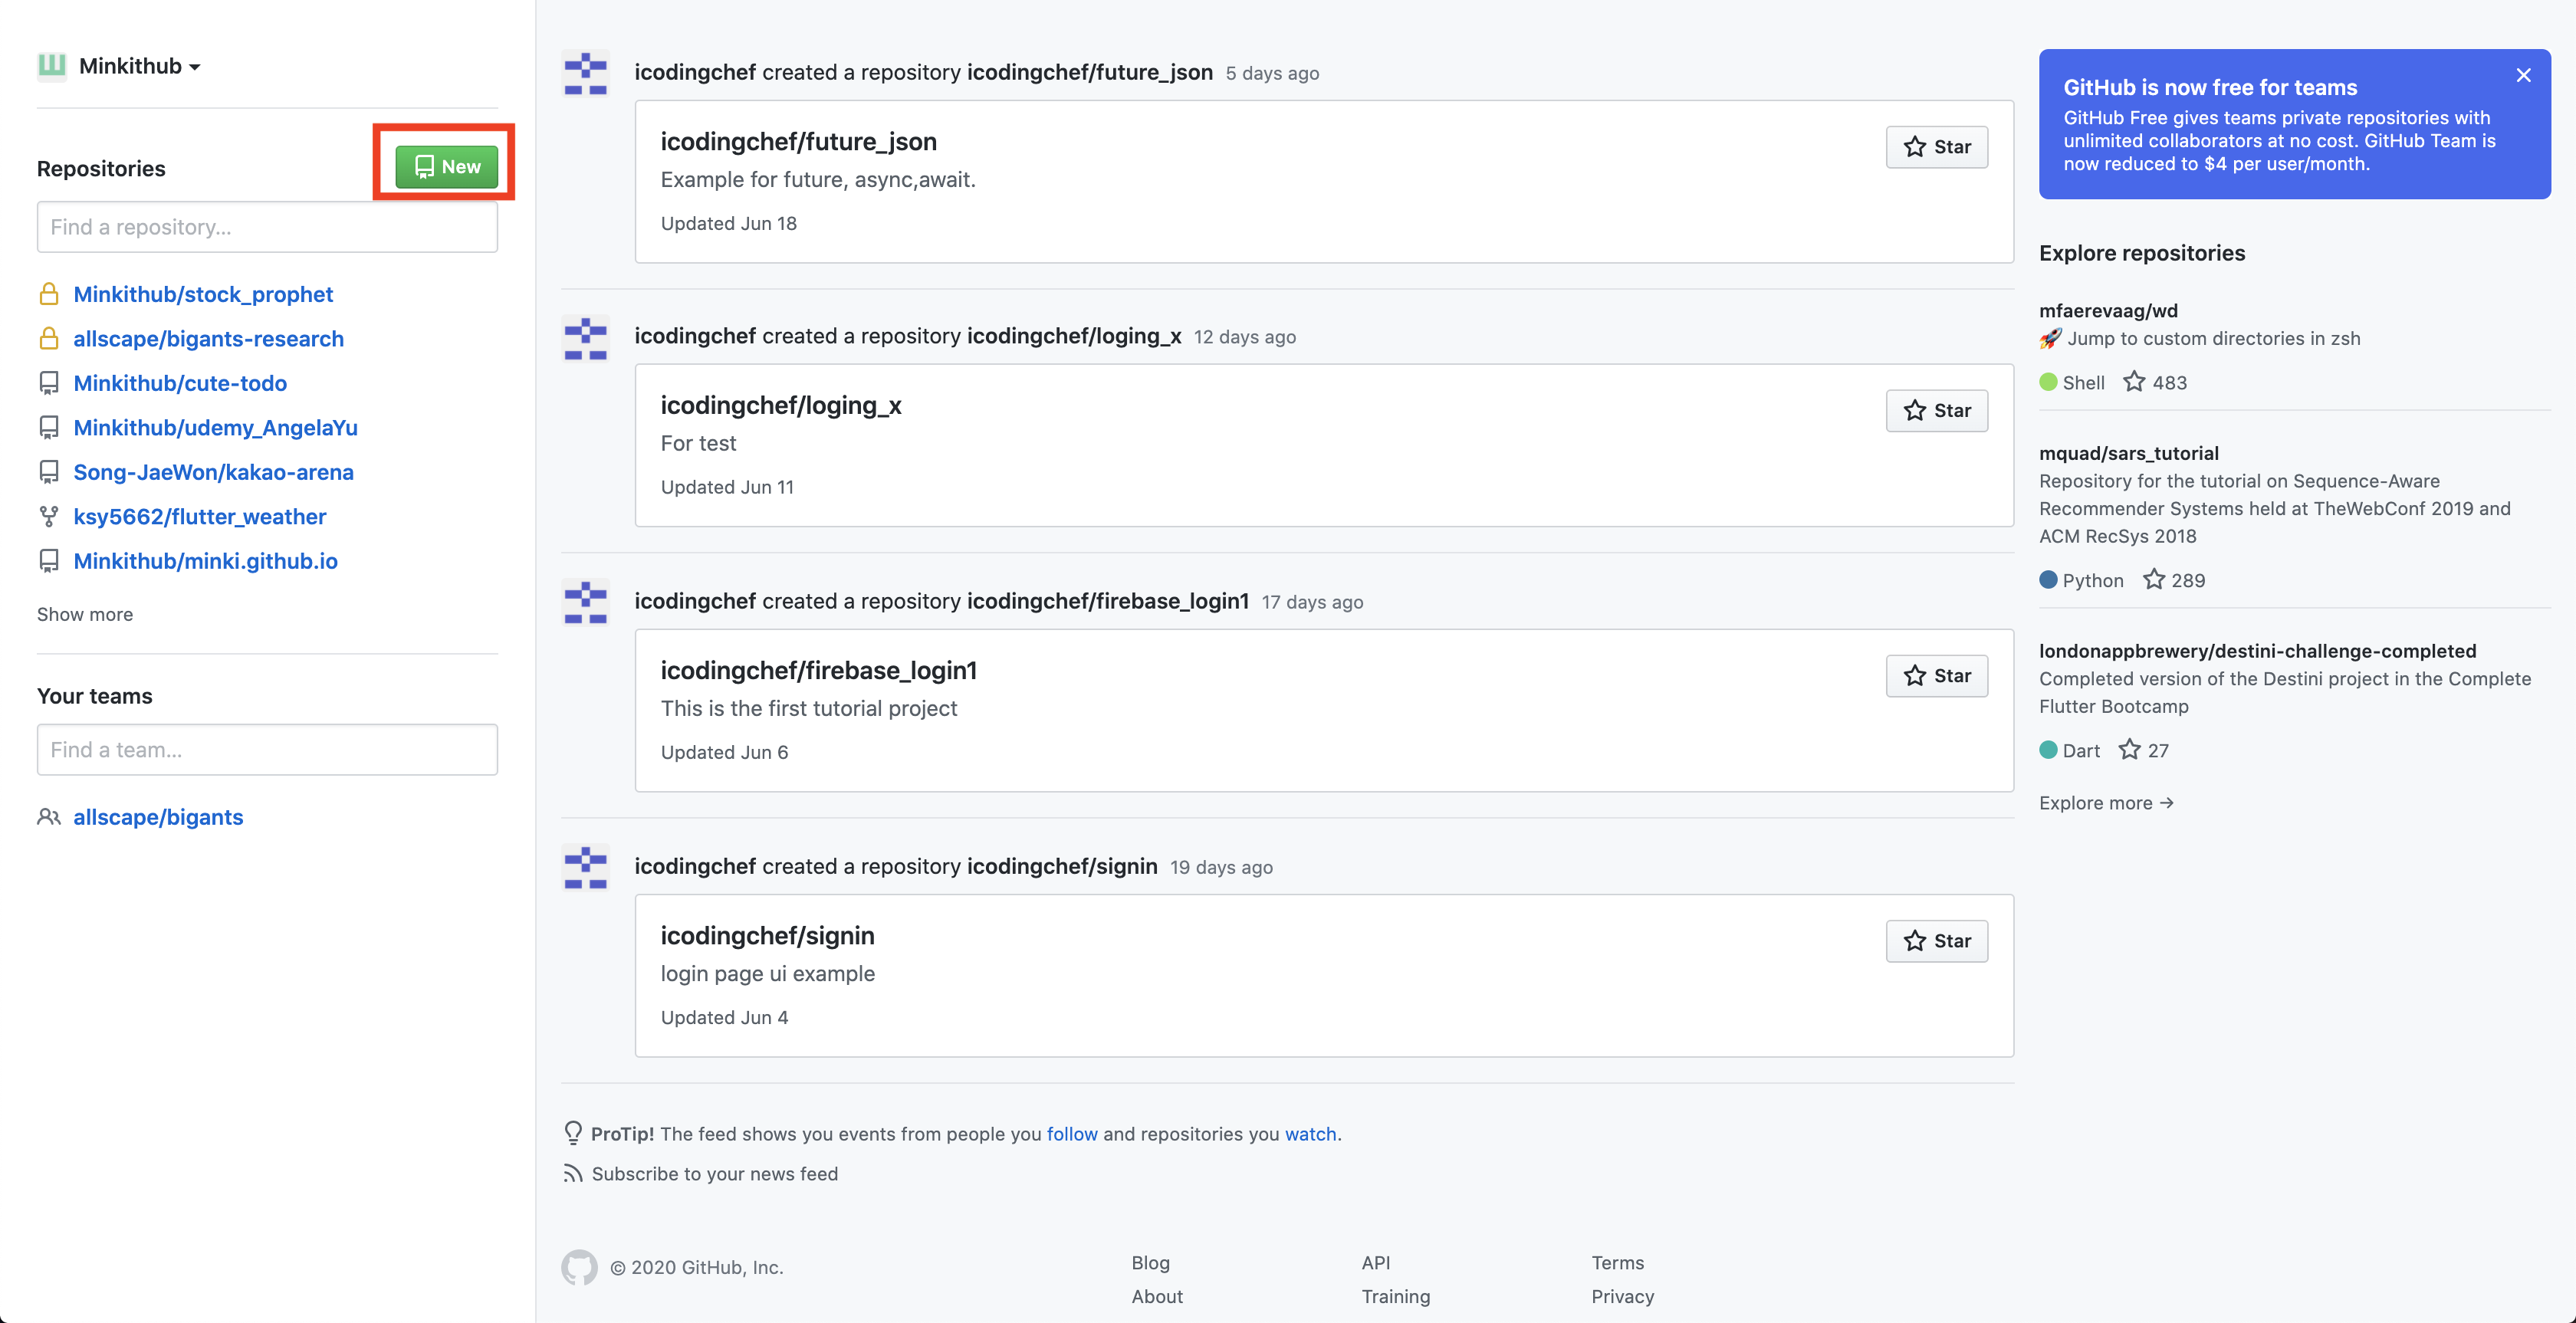 Minkithub
Repositories
New
Find a repository...
Minkithub/stock_prophet
allscape/bigants-research
Minkithub/cute-todo
Minkithub/udemy_AngelaYu
Song-JaeWon/kakao-arena
ksy5662/flutter_weather
Minkithub/minki.github.io
Show more
Your teams
Find a team...
allscape/bigants
icodingchef created a repository icodingchef/future_json 5 days ago
icodingchef/future_json
Star
Example for future, async,await.
Updated Jun 18
icodingchef created a repository icodingchef/loging_x 12 days ago
icodingchef/loging_x
Star
For test
Updated Jun 11
icodingchef created a repository icodingchef/firebase_login1 17 days ago
icodingchef/firebase_login1
Star
This is the first tutorial project
Updated Jun 6
icodingchef created a repository icodingchef/signin 19 days ago
icodingchef/signin
Star
login page ui example
Updated Jun 4
ProTip! The feed shows you events from people you follow and repositories you watch.
Subscribe to your news feed
© 2020 GitHub, Inc.
Blog
About
API
Training
Terms
Privacy
GitHub is now free for teams
GitHub Free gives teams private repositories with
unlimited collaborators at no cost. GitHub Team is
now reduced to $4 per user/month.
Explore repositories
mfaerevaag/wd
🚀 Jump to custom directories in zsh
Shell 483
mquad/sars_tutorial
Repository for the tutorial on Sequence-Aware
Recommender Systems held at TheWebConf 2019 and
ACM RecSys 2018
Python 289
londonappbrewery/destini-challenge-completed
Completed version of the Destini project in the Complete
Flutter Bootcamp
Dart 27
Explore more →